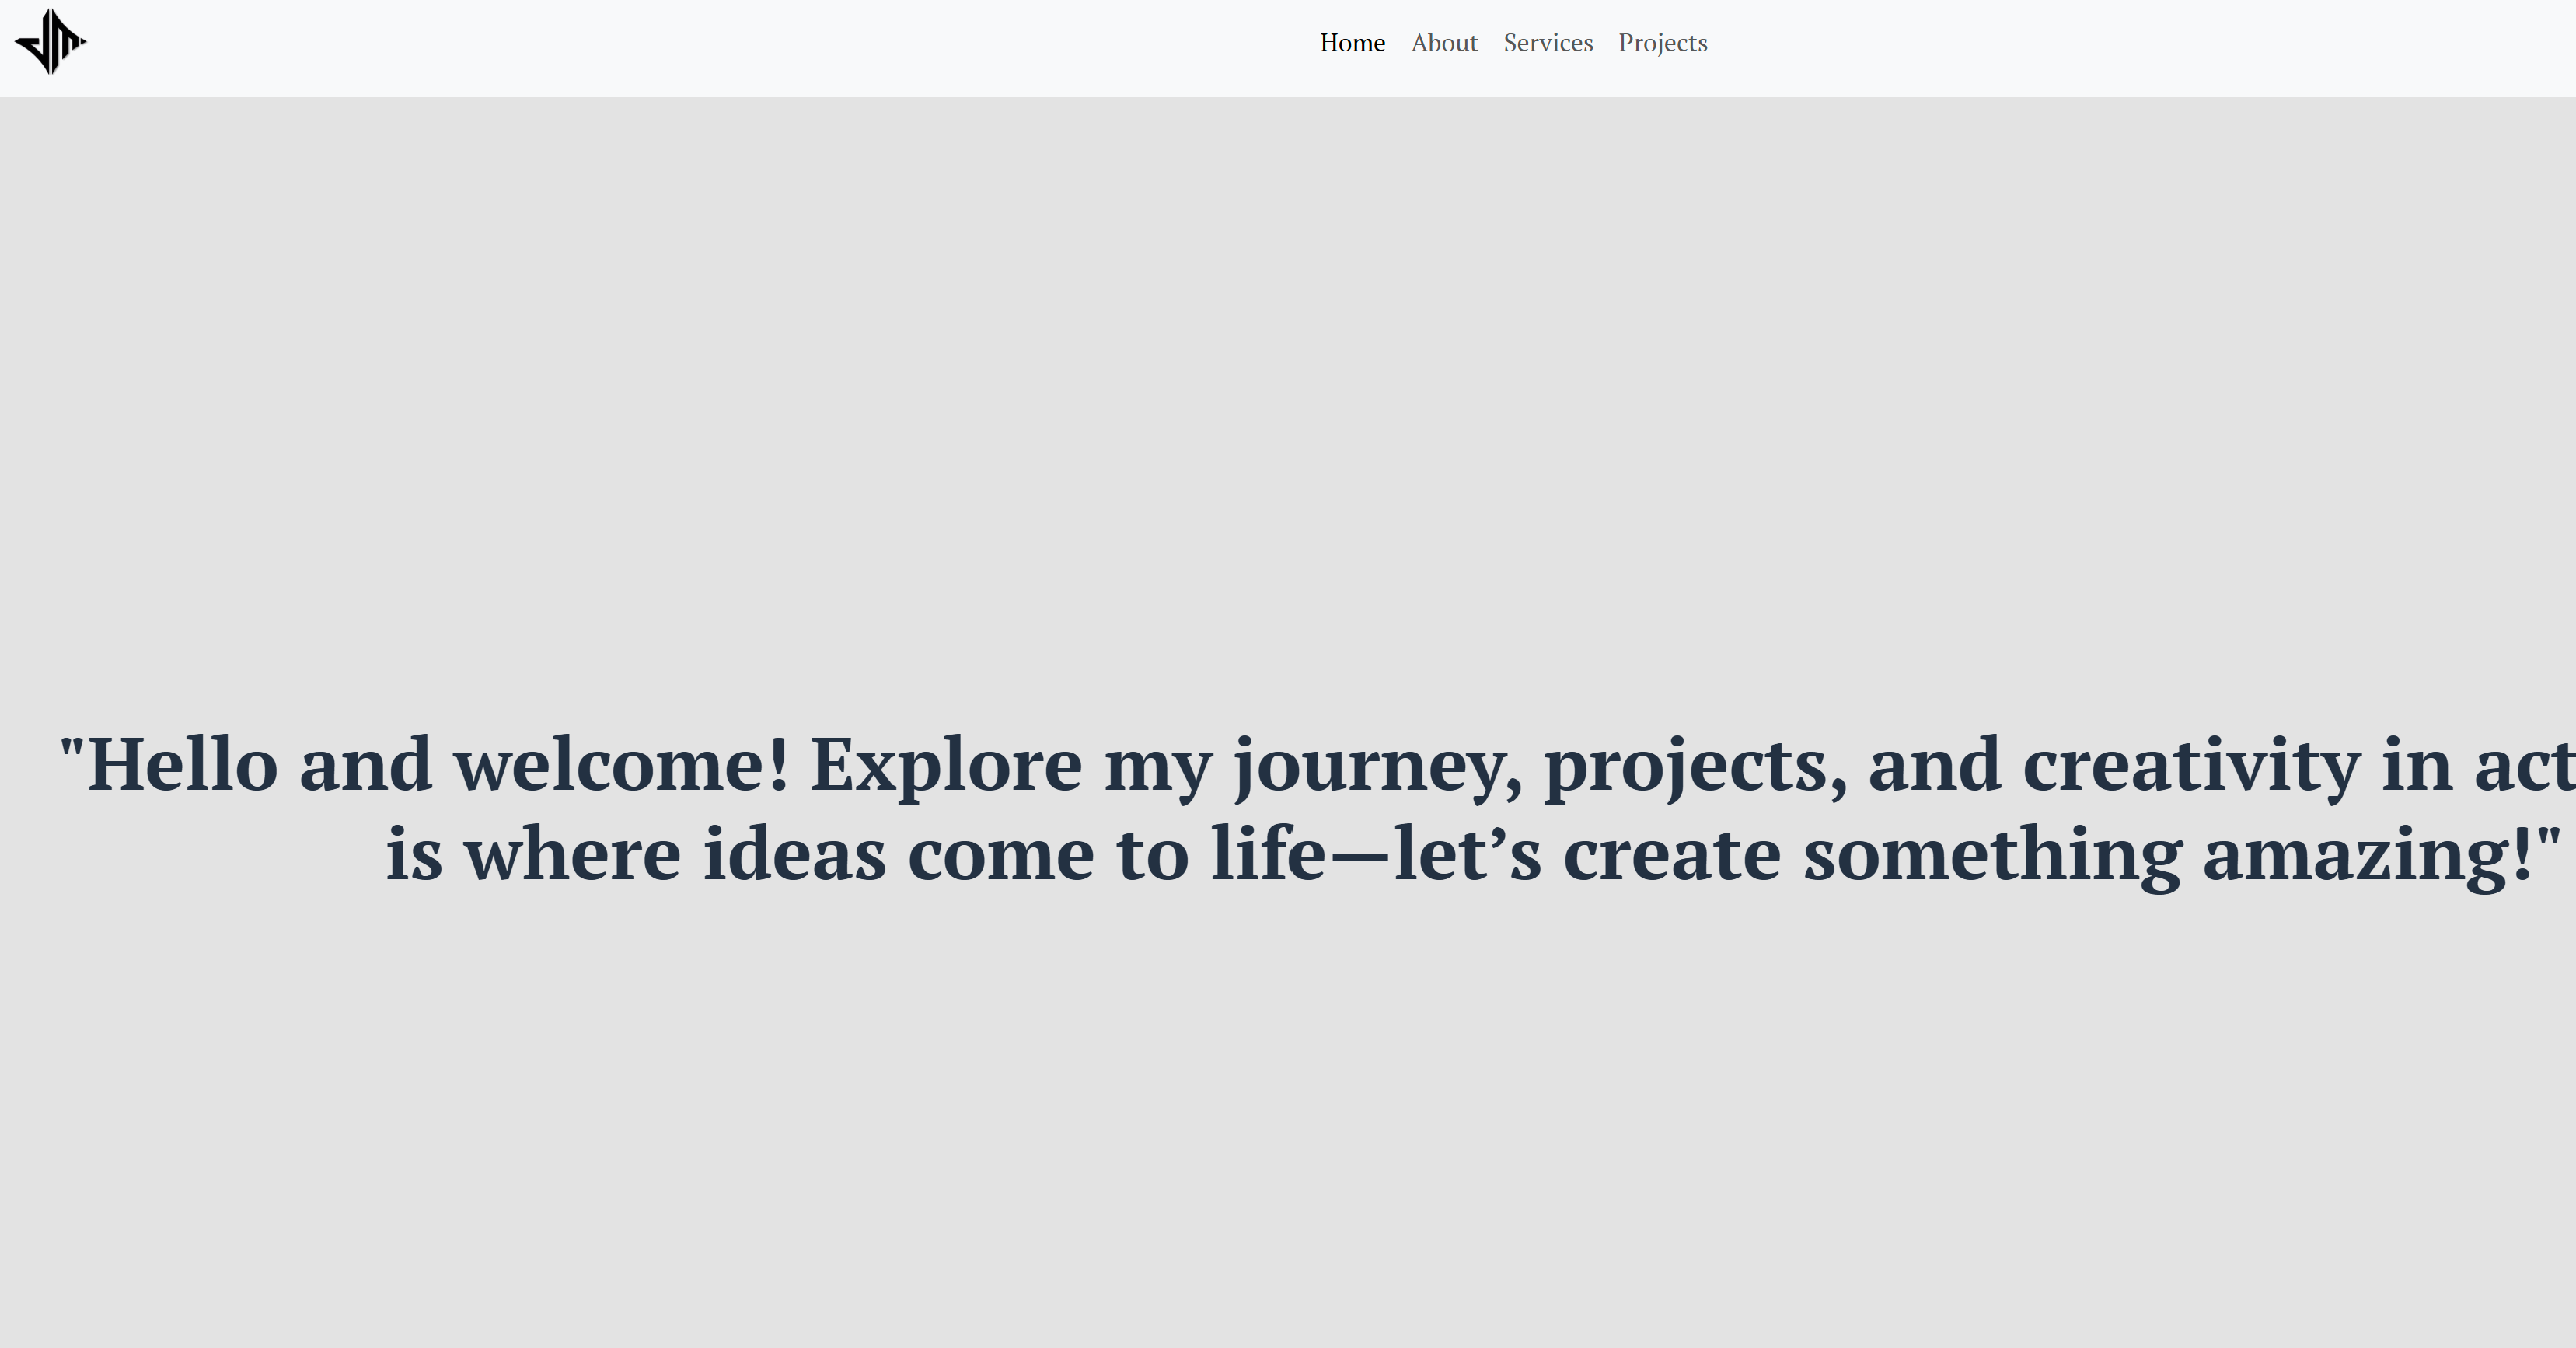 Home About Services Projects
"Hello and welcome! Explore my journey, projects, and creativity in act
is where ideas come to life—let’s create something amazing!"